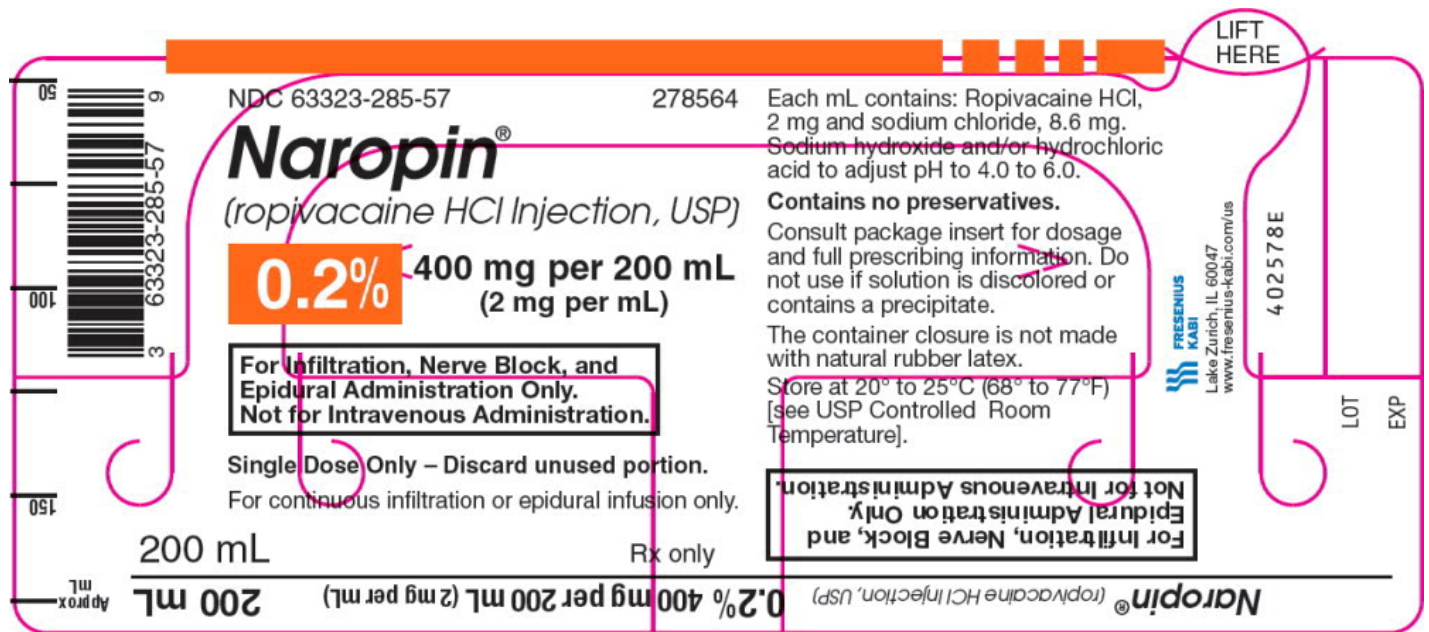 LIFT
HERE
NDC 63323-285-57 278564
Naropin®
(ropivacaine HCl Injection, USP)
0.2% 400 mg per 200 mL
(2 mg per mL)
For Infiltration, Nerve Block, and
Epidural Administration Only.
Not for Intravenous Administration.
Single Dose Only – Discard unused portion.
For continuous infiltration or epidural infusion only.
200 mL Rx only
Each mL contains: Ropivacaine HCl,
2 mg and sodium chloride, 8.6 mg.
Sodium hydroxide and/or hydrochloric
acid to adjust pH to 4.0 to 6.0.
Contains no preservatives.
Consult package insert for dosage
and full prescribing information. Do
not use if solution is discolored or
contains a precipitate.
The container closure is not made
with natural rubber latex.
Store at 20° to 25°C (68° to 77°F)
[see USP Controlled Room
Temperature].
For Infiltration, Nerve Block, and
Epidural Administration Only.
Not for Intravenous Administration.
Naropin® (ropivacaine HCl Injection, USP) 0.2% 400 mg per 200 mL (2 mg per mL) 200 mL
Approx
mL
50
100
150
3 63323-285-57 9
FRESENIUS
KABI
Lake Zurich, IL 60047
www.fresenius-kabi.com/us
402578E
LOT
EXP